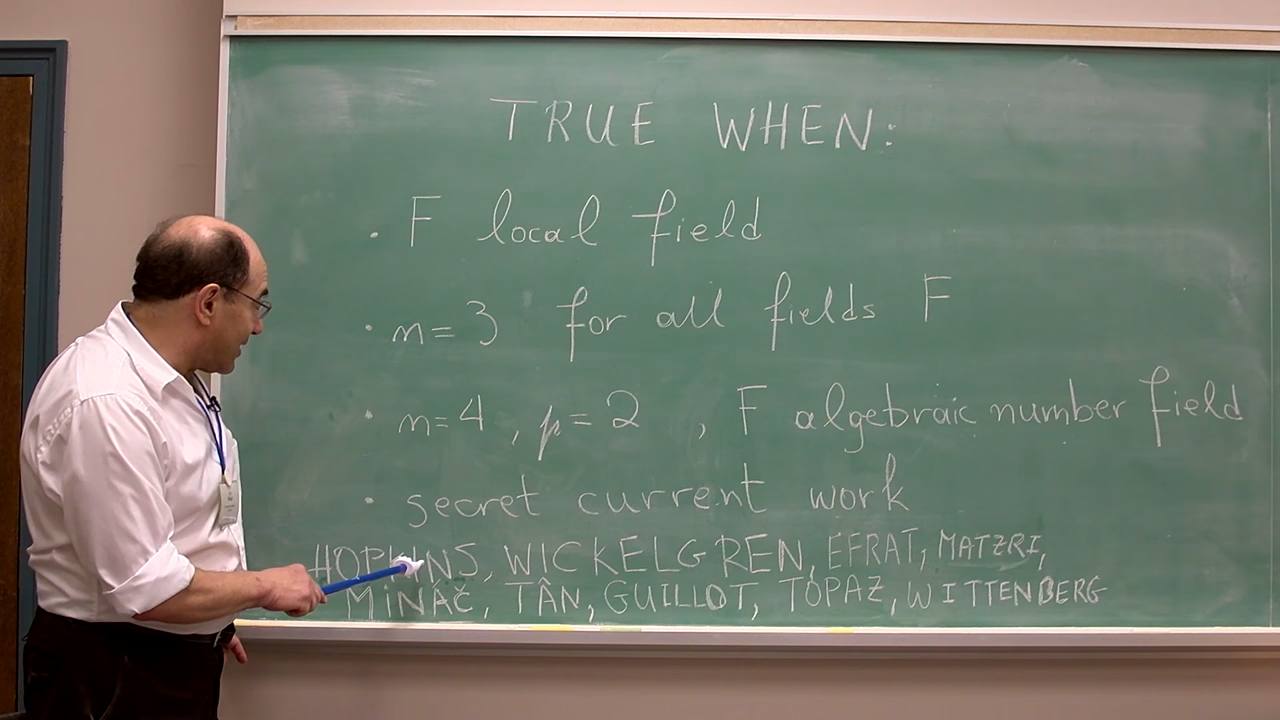 TRUE WHEN:
• F local field
• n=3 for all fields F
• n=4, p=2, F algebraic number field
• secret current work
HOPKINS, WICKELGREN, EFRAT, MATZRI,
MINÁČ, TÂN, GUILLOT, TOPAZ, WITTENBERG